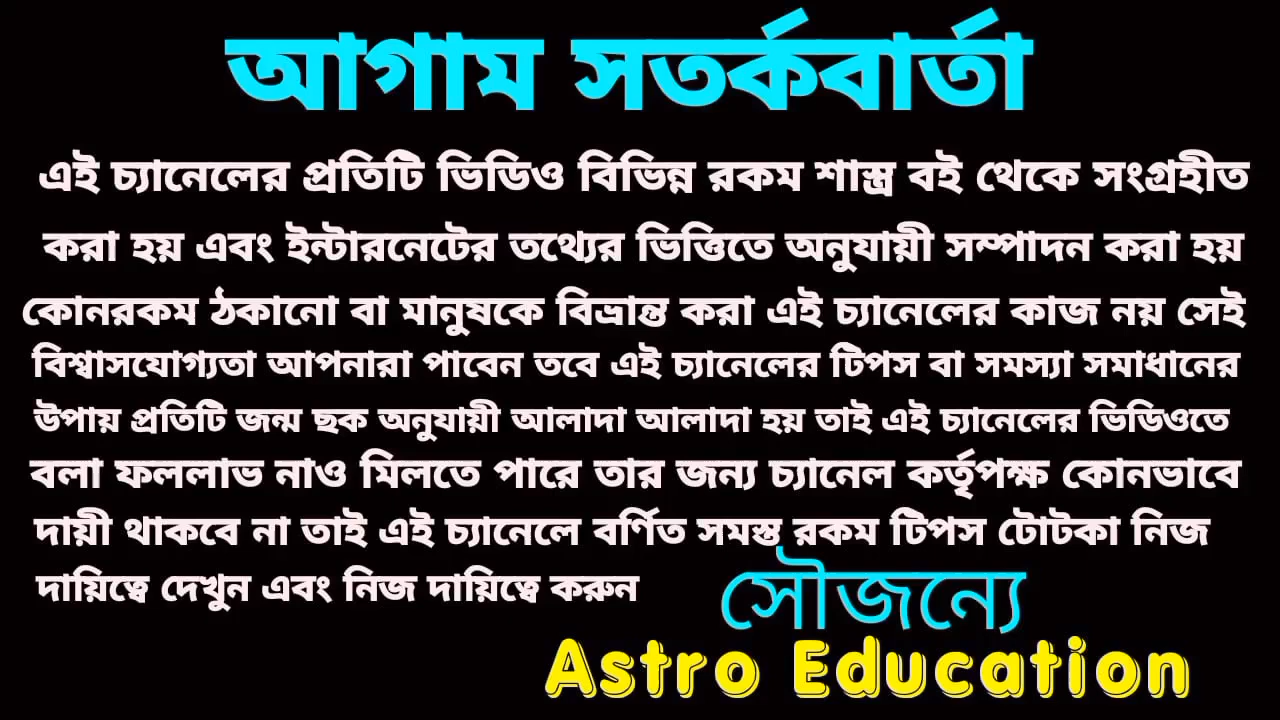 আগাম সতর্কবার্তা
এই চ্যানেলের প্রতিটি ভিডিও বিভিন্ন রকম শাস্ত্র বই থেকে সংগ্রহীত
করা হয় এবং ইন্টারনেটের তথ্যের ভিত্তিতে অনুযায়ী সম্পাদন করা হয়
কোনরকম ঠকানো বা মানুষকে বিভ্রান্ত করা এই চ্যানেলের কাজ নয় সেই
বিশ্বাসযোগ্যতা আপনারা পাবেন তবে এই চ্যানেলের টিপস বা সমস্যা সমাধানের
উপায় প্রতিটি জন্ম ছক অনুযায়ী আলাদা আলাদা হয় তাই এই চ্যানেলের ভিডিওতে
বলা ফললাভ নাও মিলতে পারে তার জন্য চ্যানেল কর্তৃপক্ষ কোনভাবে
দায়ী থাকবে না তাই এই চ্যানেলে বর্ণিত সমস্ত রকম টিপস টোটকা নিজ
দায়িত্বে দেখুন এবং নিজ দায়িত্বে করুন
সৌজন্যে
Astro Education